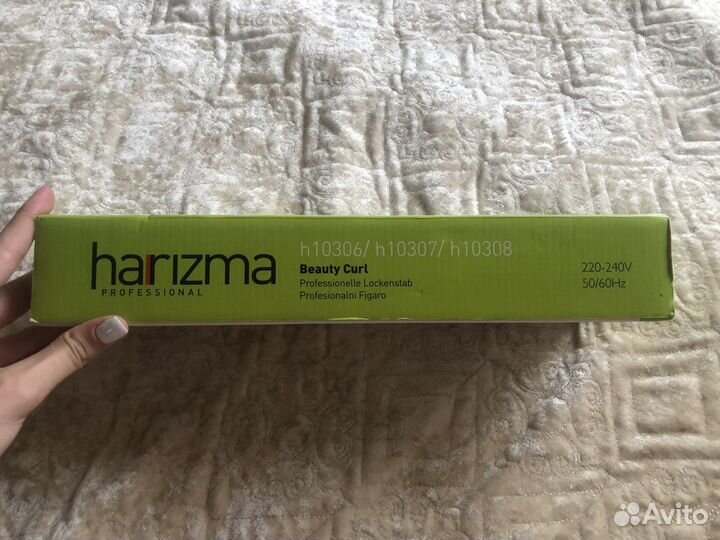 harizma
PROFESSIONAL
h10306/ h10307/ h10308
Beauty Curl
Professionelle Lockenstab
Profesionalni Figaro
220-240V
50/60Hz
Avito